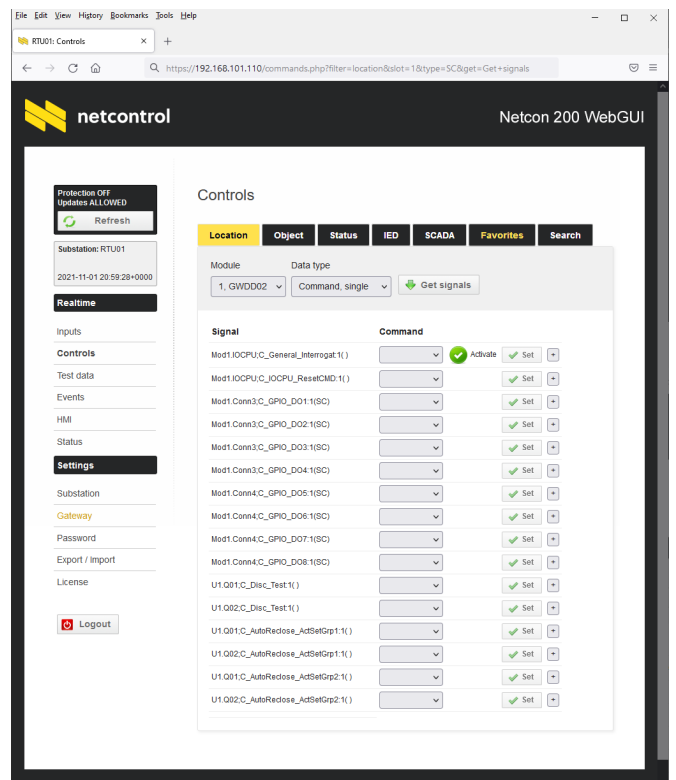 File Edit View History Bookmarks Tools Help
RTU01: Controls
https://192.168.101.110/commands.php?filter=location&slot=1&type=SC&get=Get+signals
netcontrol
Netcon 200 WebGUI
Protection OFF
Updates ALLOWED
Refresh
Substation: RTU01
2021-11-01 20:59:28+0000
Realtime
Inputs
Controls
Test data
Events
HMI
Status
Settings
Substation
Gateway
Password
Export / Import
License
Logout
Controls
Location Object Status IED SCADA Favorites Search
Module Data type
1, GWDD02 Command, single Get signals
Signal Command
Mod1.IOCPU;C_General_Interrogat:1( ) Activate Set +
Mod1.IOCPU;C_IOCPU_ResetCMD:1( ) Set +
Mod1.Conn3;C_GPIO_DO1:1(SC) Set +
Mod1.Conn3;C_GPIO_DO2:1(SC) Set +
Mod1.Conn3;C_GPIO_DO3:1(SC) Set +
Mod1.Conn3;C_GPIO_DO4:1(SC) Set +
Mod1.Conn4;C_GPIO_DO5:1(SC) Set +
Mod1.Conn4;C_GPIO_DO6:1(SC) Set +
Mod1.Conn4;C_GPIO_DO7:1(SC) Set +
Mod1.Conn4;C_GPIO_DO8:1(SC) Set +
U1.Q01;C_Disc_Test:1( ) Set +
U1.Q02;C_Disc_Test:1( ) Set +
U1.Q01;C_AutoReclose_ActSetGrp1:1( ) Set +
U1.Q02;C_AutoReclose_ActSetGrp1:1( ) Set +
U1.Q01;C_AutoReclose_ActSetGrp2:1( ) Set +
U1.Q02;C_AutoReclose_ActSetGrp2:1( ) Set +